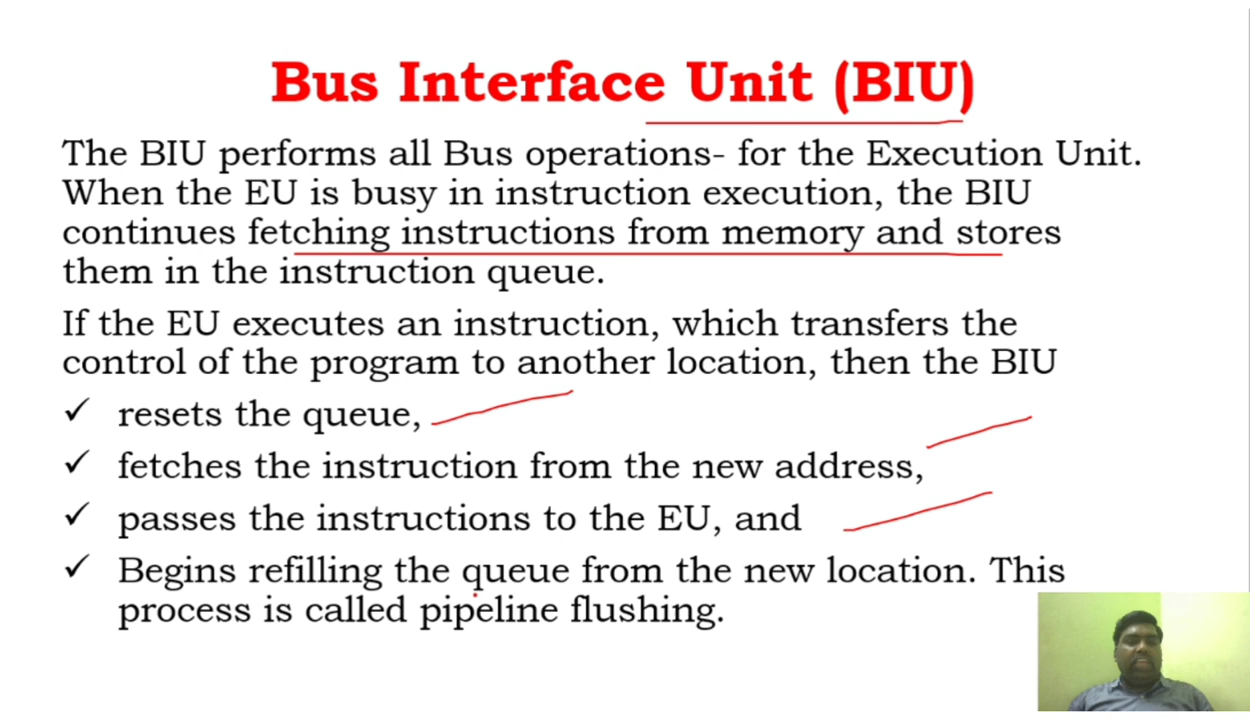 Bus Interface Unit (BIU)
The BIU performs all Bus operations- for the Execution Unit.
When the EU is busy in instruction execution, the BIU
continues fetching instructions from memory and stores
them in the instruction queue.
If the EU executes an instruction, which transfers the
control of the program to another location, then the BIU
✓ resets the queue,
✓ fetches the instruction from the new address,
✓ passes the instructions to the EU, and
✓ Begins refilling the queue from the new location. This
process is called pipeline flushing.